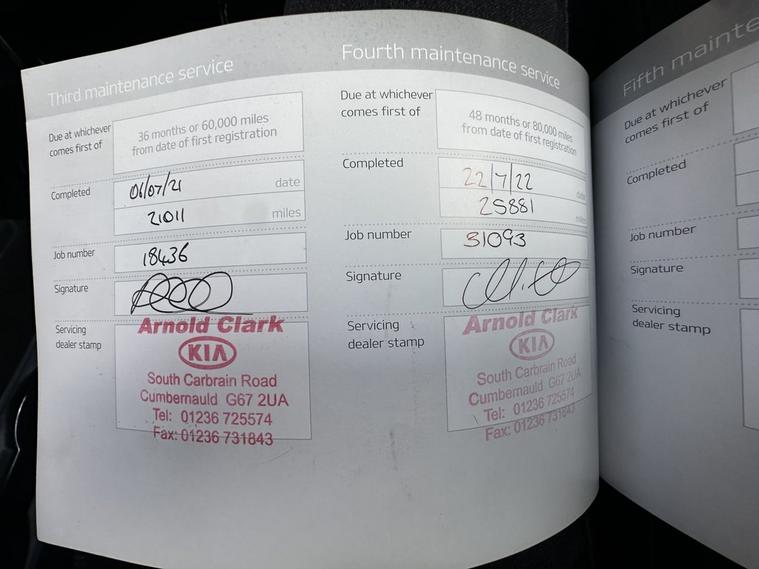 Third maintenance service
Due at whichever
comes first of
36 months or 60,000 miles
from date of first registration
Completed
06/07/21
date
21011
miles
Job number
18436
Signature
Servicing
dealer stamp
Arnold Clark
KIA
South Carbrain Road
Cumbernauld G67 2UA
Tel: 01236 725574
Fax: 01236 731843
Fourth maintenance service
Due at whichever
comes first of
48 months or 80,000 miles
from date of first registration
Completed
22/7/22
date
25881
miles
Job number
31093
Signature
Servicing
dealer stamp
Arnold Clark
KIA
South Carbrain Road
Cumbernauld G67 2UA
Tel: 01236 725574
Fax: 01236 731843
Fifth mainte
Due at whichever
comes first of
Completed
Job number
Signature
Servicing
dealer stamp